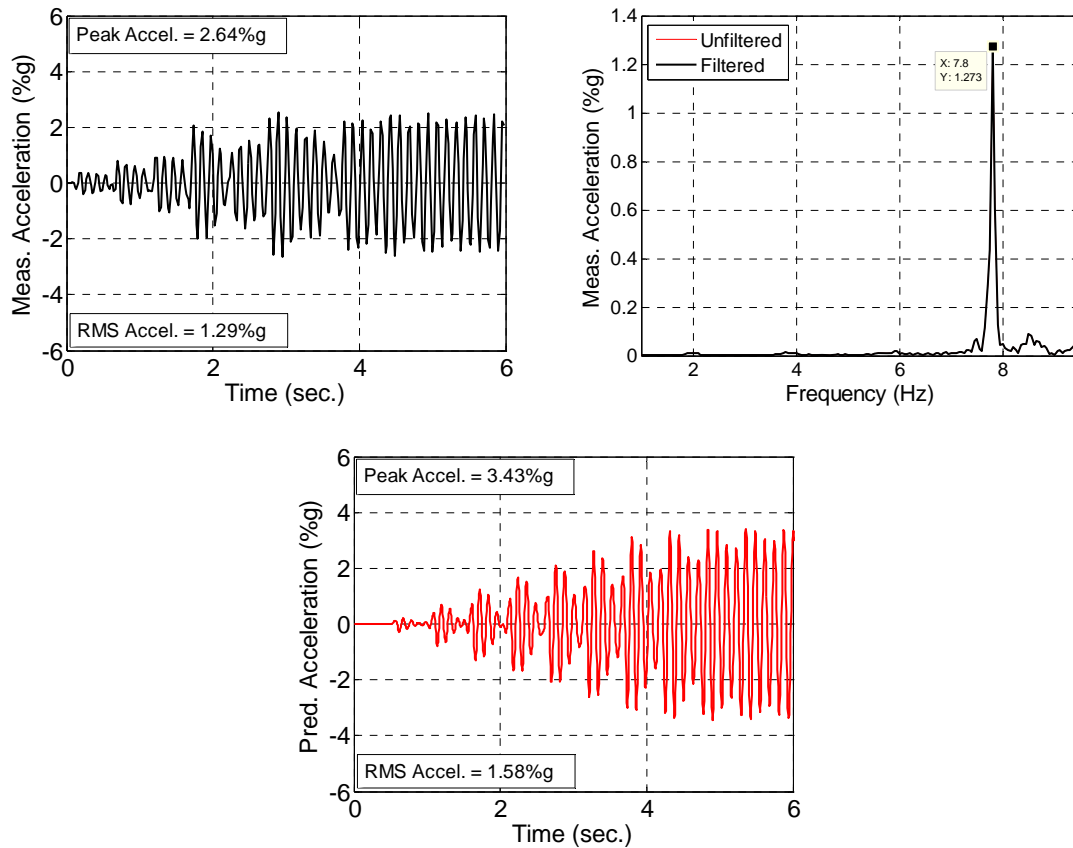 Peak Accel. = 2.64%g
RMS Accel. = 1.29%g
Meas. Acceleration (%g)
6
4
2
0
-2
-4
-6
0
2
4
6
Time (sec.)
Unfiltered
Filtered
X: 7.8
Y: 1.273
Meas. Acceleration (%g)
1.4
1.2
1
0.8
0.6
0.4
0.2
0
2
4
6
8
Frequency (Hz)
Peak Accel. = 3.43%g
RMS Accel. = 1.58%g
Pred. Acceleration (%g)
6
4
2
0
-2
-4
-6
0
2
4
6
Time (sec.)